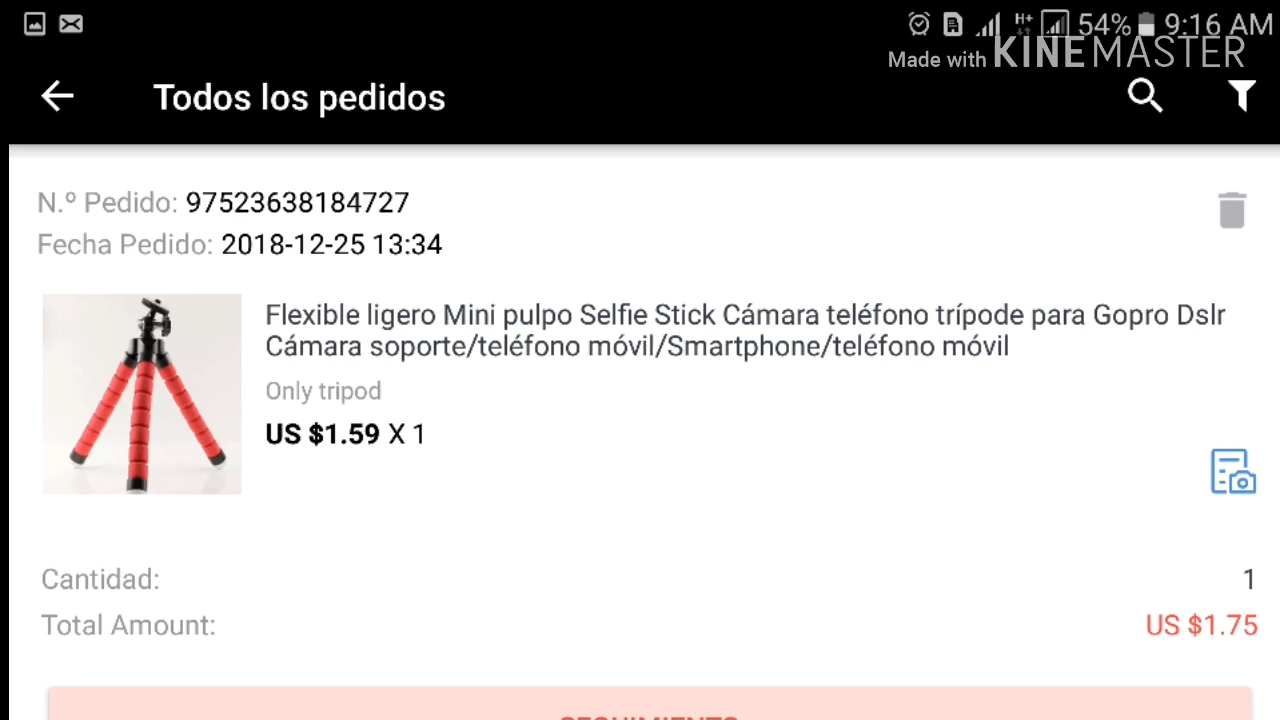 54% 9:16 AM
Made with KINEMASTER
Todos los pedidos
N.º Pedido: 97523638184727
Fecha Pedido: 2018-12-25 13:34
Flexible ligero Mini pulpo Selfie Stick Cámara teléfono trípode para Gopro Dslr
Cámara soporte/teléfono móvil/Smartphone/teléfono móvil
Only tripod
US $1.59 X 1
Cantidad: 1
Total Amount: US $1.75
SEGUIMIENTO